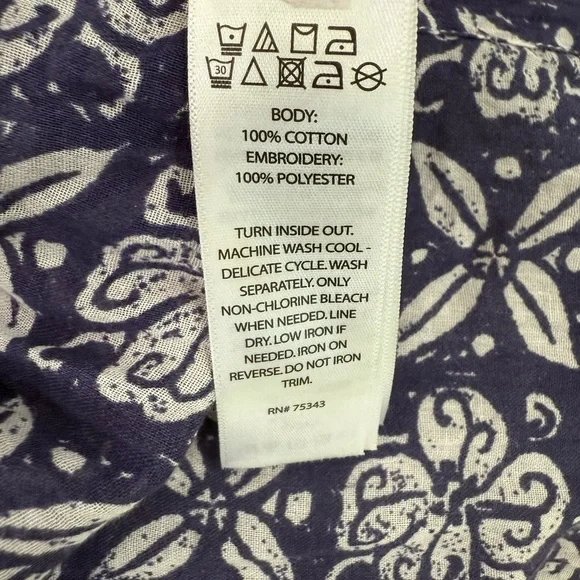 30
BODY:
100% COTTON
EMBROIDERY:
100% POLYESTER
TURN INSIDE OUT.
MACHINE WASH COOL -
DELICATE CYCLE. WASH
SEPARATELY. ONLY
NON-CHLORINE BLEACH
WHEN NEEDED. LINE
DRY. LOW IRON IF
NEEDED. IRON ON
REVERSE. DO NOT IRON
TRIM.
RN# 75343